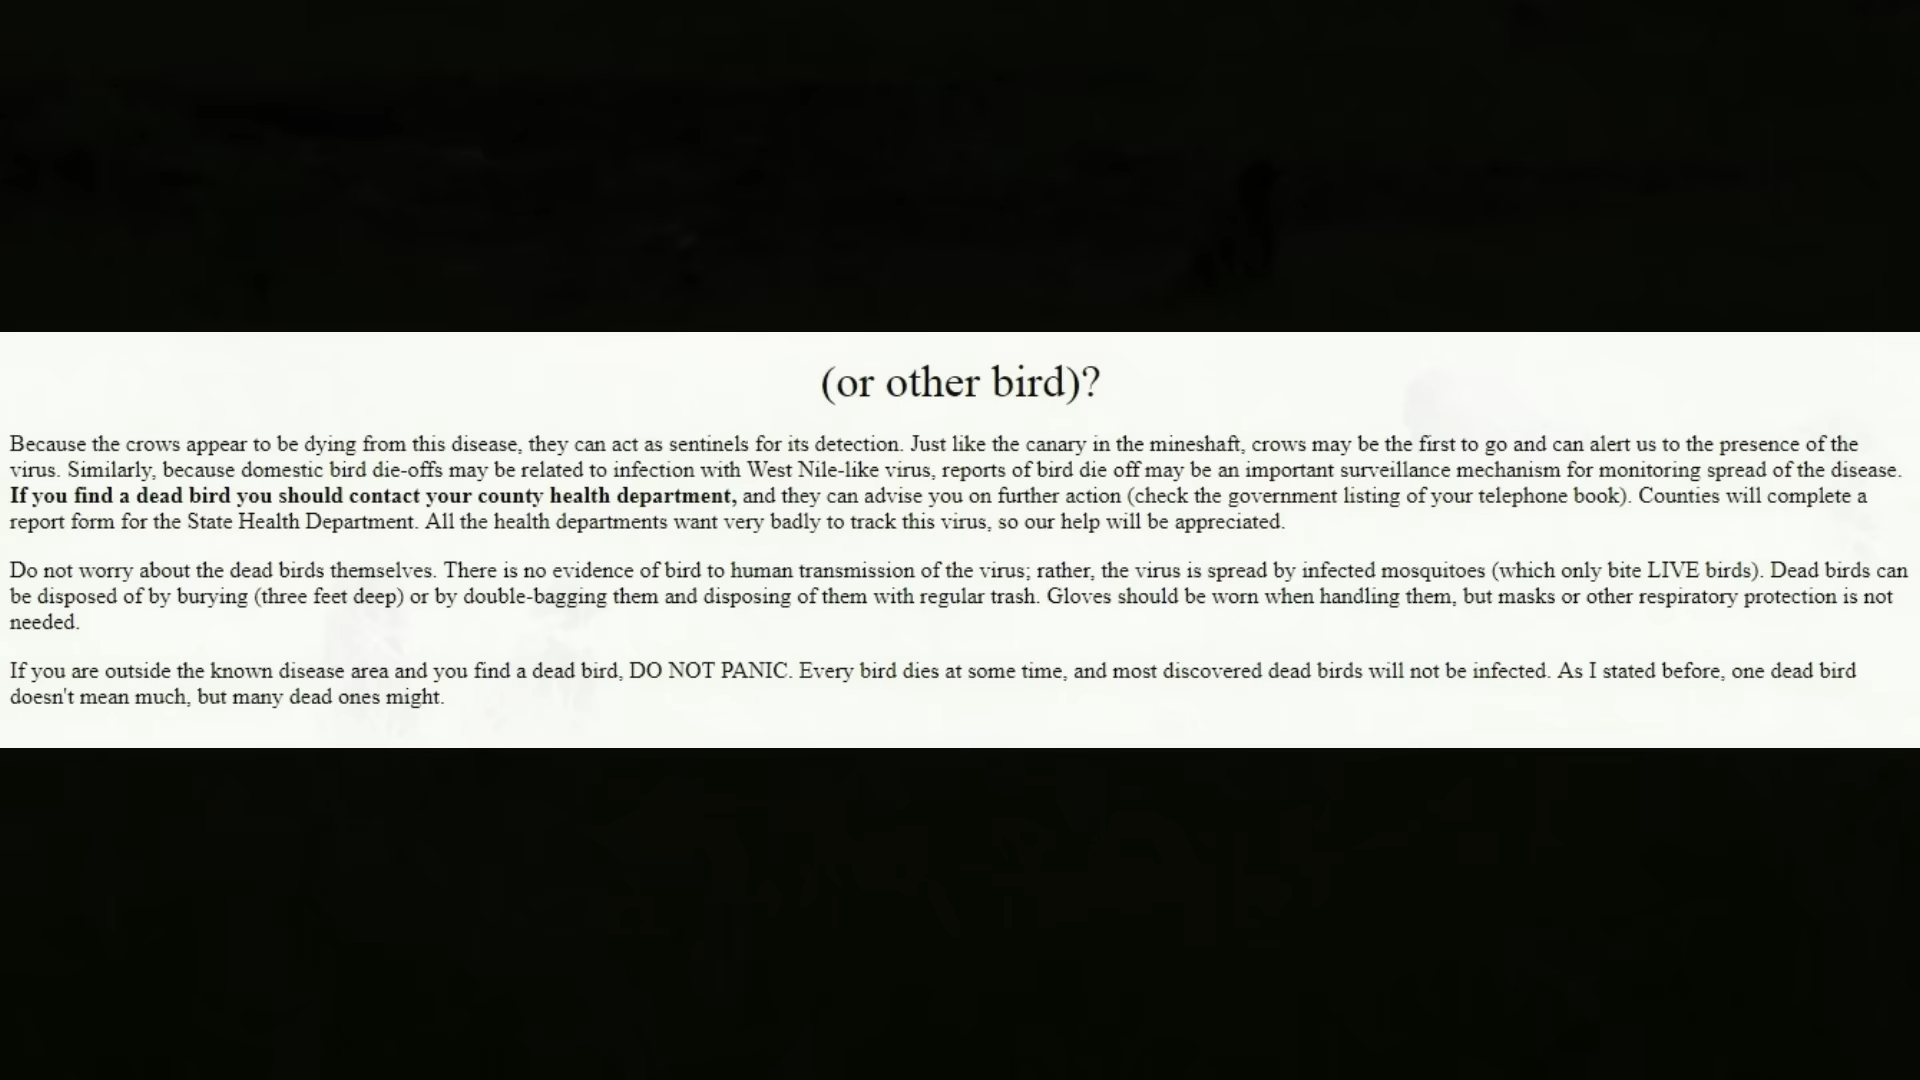 (or other bird)?
Because the crows appear to be dying from this disease, they can act as sentinels for its detection. Just like the canary in the mineshaft, crows may be the first to go and can alert us to the presence of the
virus. Similarly, because domestic bird die-offs may be related to infection with West Nile-like virus, reports of bird die off may be an important surveillance mechanism for monitoring spread of the disease.
If you find a dead bird you should contact your county health department, and they can advise you on further action (check the government listing of your telephone book). Counties will complete a
report form for the State Health Department. All the health departments want very badly to track this virus, so our help will be appreciated.
Do not worry about the dead birds themselves. There is no evidence of bird to human transmission of the virus; rather, the virus is spread by infected mosquitoes (which only bite LIVE birds). Dead birds can
be disposed of by burying (three feet deep) or by double-bagging them and disposing of them with regular trash. Gloves should be worn when handling them, but masks or other respiratory protection is not
needed.
If you are outside the known disease area and you find a dead bird, DO NOT PANIC. Every bird dies at some time, and most discovered dead birds will not be infected. As I stated before, one dead bird
doesn't mean much, but many dead ones might.